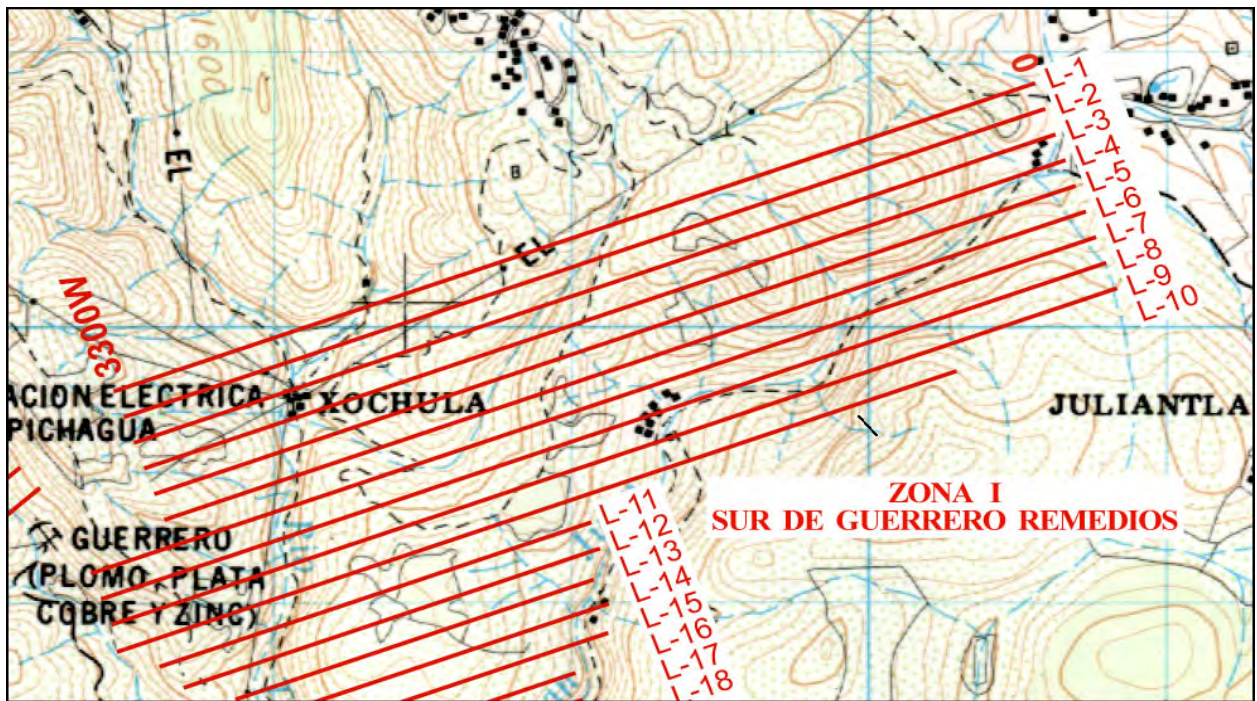 1600
EL
EL
0
L-1
L-2
L-3
L-4
L-5
L-6
L-7
L-8
L-9
L-10
3300W
ACION ELECTRICA
PICHAGUA
XOCHULA
JULIANTLA
ZONA I
SUR DE GUERRERO REMEDIOS
GUERRERO
(PLOMO, PLATA
COBRE Y ZINC)
L-11
L-12
L-13
L-14
L-15
L-16
L-17
L-18